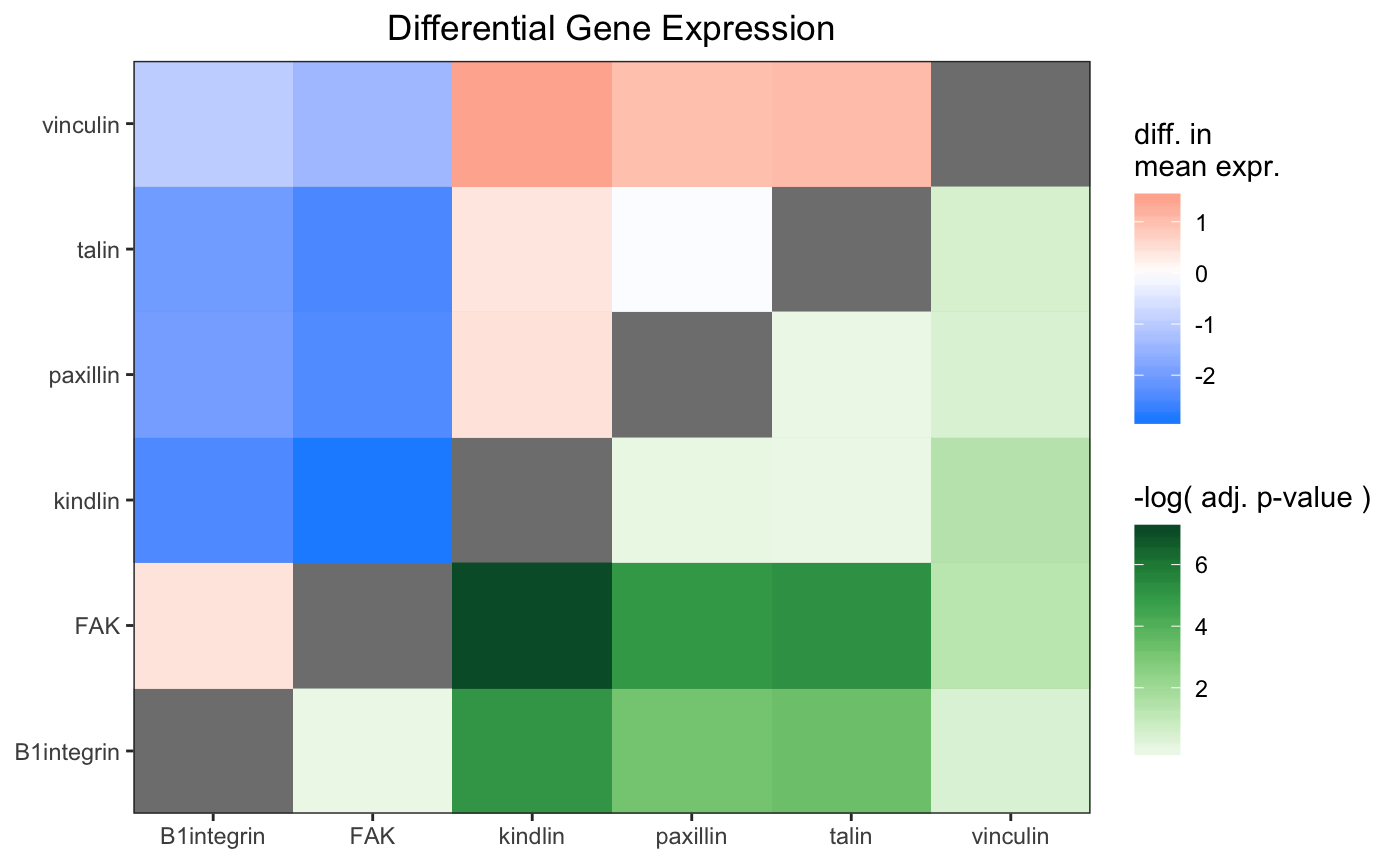 Differential Gene Expression
vinculin
talin
paxillin
kindlin
FAK
B1integrin
B1integrin FAK kindlin paxillin talin vinculin
diff. in
mean expr.
1
0
-1
-2
-log( adj. p-value )
6
4
2